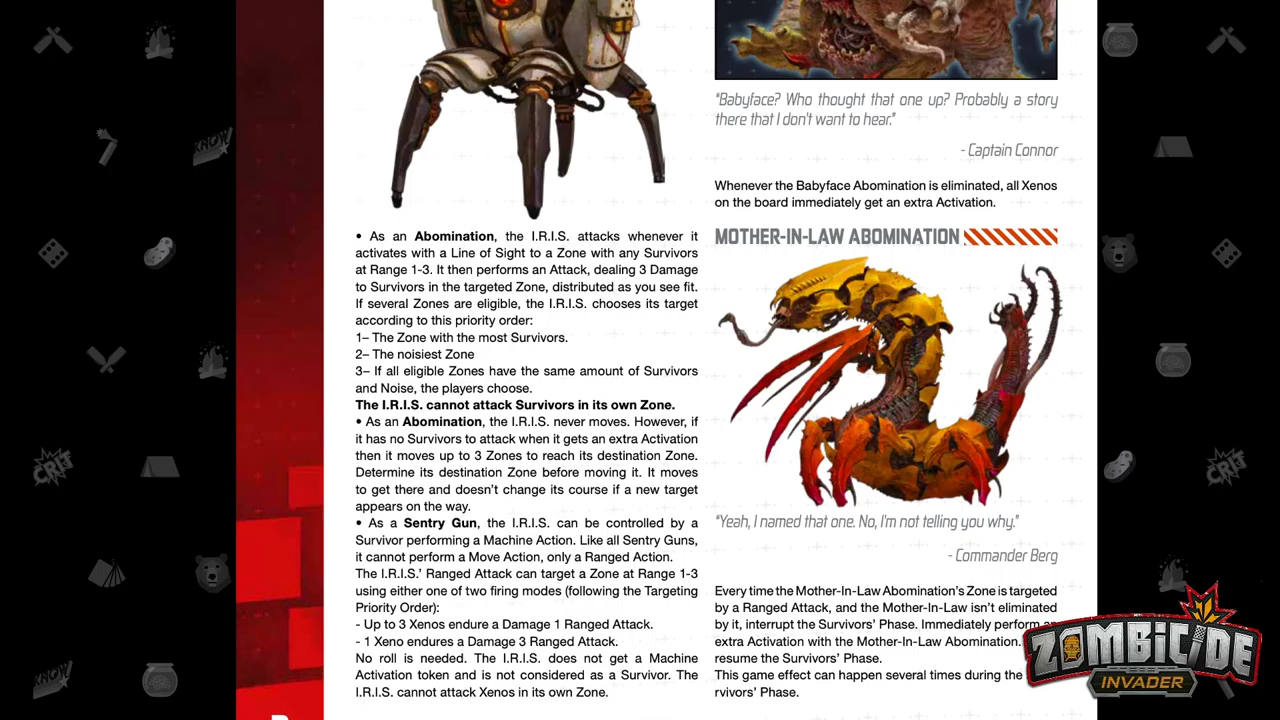 • As an Abomination, the I.R.I.S. attacks whenever it
activates with a Line of Sight to a Zone with any Survivors
at Range 1-3. It then performs an Attack, dealing 3 Damage
to Survivors in the targeted Zone, distributed as you see fit.
If several Zones are eligible, the I.R.I.S. chooses its target
according to this priority order:
1– The Zone with the most Survivors.
2– The noisiest Zone
3– If all eligible Zones have the same amount of Survivors
and Noise, the players choose.
The I.R.I.S. cannot attack Survivors in its own Zone.
• As an Abomination, the I.R.I.S. never moves. However, if
it has no Survivors to attack when it gets an extra Activation
then it moves up to 3 Zones to reach its destination Zone.
Determine its destination Zone before moving it. It moves
to get there and doesn't change its course if a new target
appears on the way.
• As a Sentry Gun, the I.R.I.S. can be controlled by a
Survivor performing a Machine Action. Like all Sentry Guns,
it cannot perform a Move Action, only a Ranged Action.
The I.R.I.S.' Ranged Attack can target a Zone at Range 1-3
using either one of two firing modes (following the Targeting
Priority Order):
- Up to 3 Xenos endure a Damage 1 Ranged Attack.
- 1 Xeno endures a Damage 3 Ranged Attack.
No roll is needed. The I.R.I.S. does not get a Machine
Activation token and is not considered as a Survivor. The
I.R.I.S. cannot attack Xenos in its own Zone.
"Babyface? Who thought that one up? Probably a story
there that I don't want to hear."
- Captain Connor
Whenever the Babyface Abomination is eliminated, all Xenos
on the board immediately get an extra Activation.
MOTHER-IN-LAW ABOMINATION
"Yeah, I named that one. No, I'm not telling you why."
- Commander Berg
Every time the Mother-In-Law Abomination's Zone is targeted
by a Ranged Attack, and the Mother-In-Law isn't eliminated
by it, interrupt the Survivors' Phase. Immediately perform an
extra Activation with the Mother-In-Law Abomination.
resume the Survivors' Phase.
This game effect can happen several times during the
rvivors' Phase.
ZOMBICIDE
INVADER
KNOW
CRIT
CRIT
KNOW